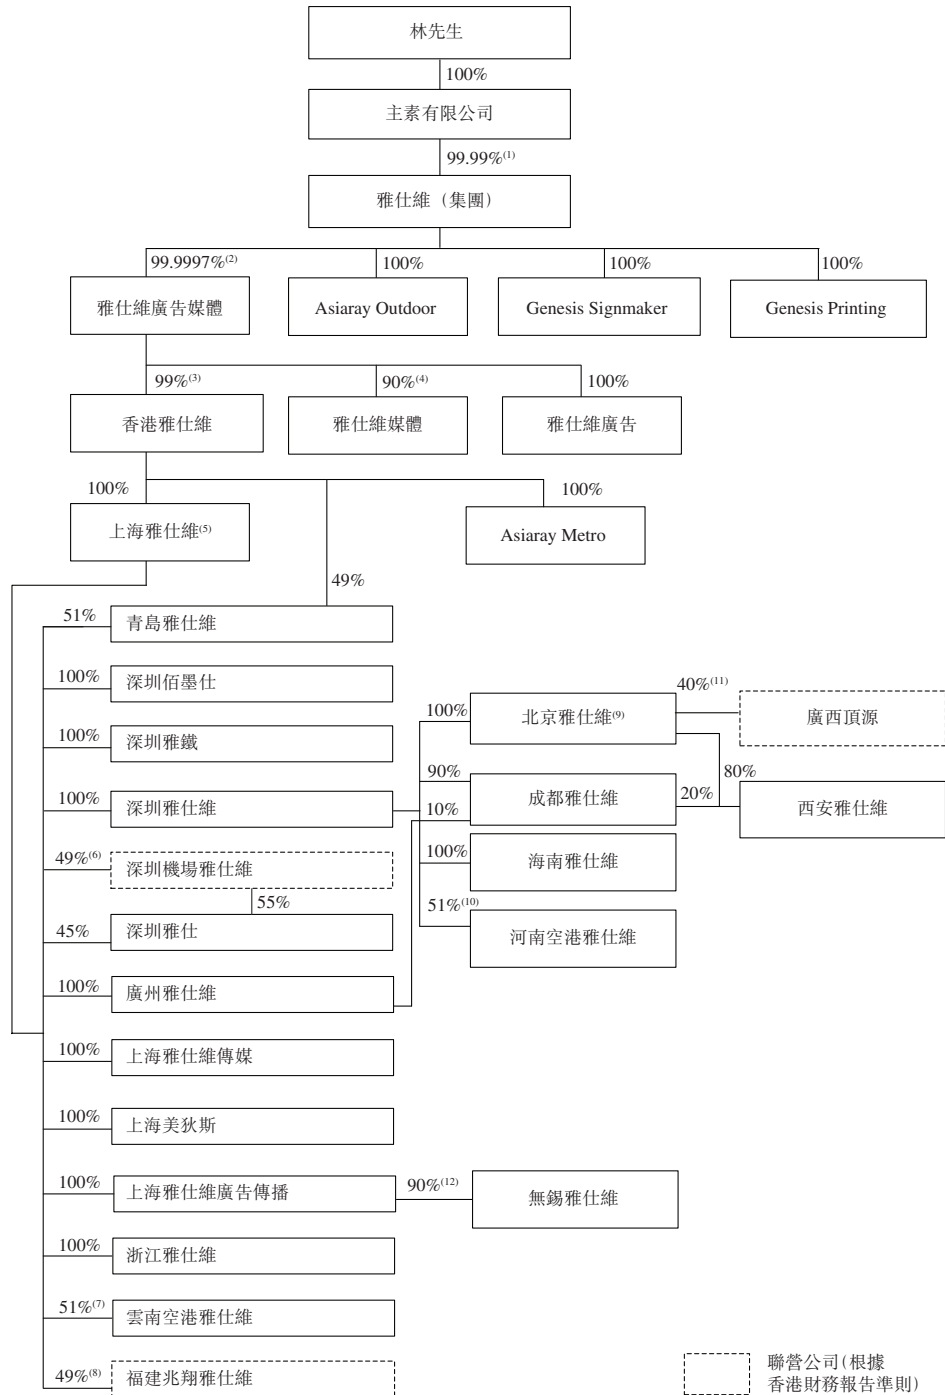 林先生
100%
主素有限公司
99.99%(1)
雅仕維（集團）
99.9997%(2)
100%
100%
100%
雅仕維廣告媒體
Asiaray Outdoor
Genesis Signmaker
Genesis Printing
99%(3)
90%(4)
100%
香港雅仕維
雅仕維媒體
雅仕維廣告
100%
100%
上海雅仕維(5)
Asiaray Metro
49%
51%
青島雅仕維
100%
深圳佰墨仕
100%
深圳雅鐵
100%
深圳雅仕維
49%(6)
深圳機場雅仕維
55%
45%
深圳雅仕
100%
廣州雅仕維
100%
北京雅仕維(9)
40%(11)
廣西頂源
90%
10%
成都雅仕維
20%
80%
西安雅仕維
100%
海南雅仕維
51%(10)
河南空港雅仕維
100%
上海雅仕維傳媒
100%
上海美狄斯
100%
上海雅仕維廣告傳播
90%(12)
無錫雅仕維
100%
浙江雅仕維
51%(7)
雲南空港雅仕維
49%(8)
福建兆翔雅仕維
聯營公司(根據
香港財務報告準則)